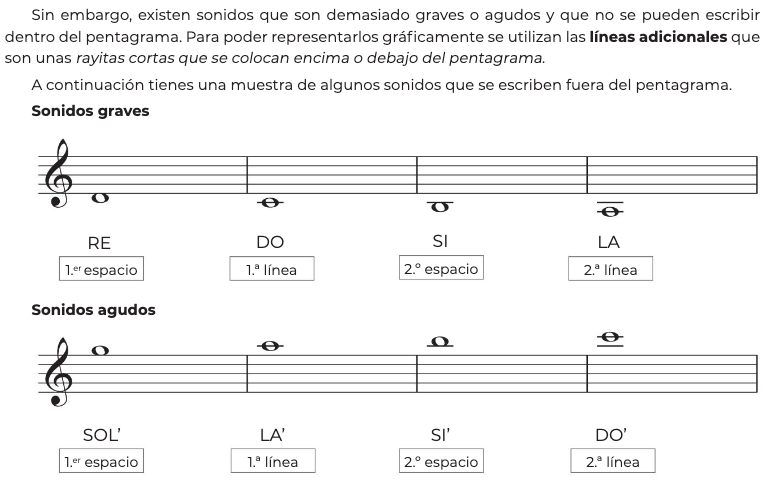 Sin embargo, existen sonidos que son demasiado graves o agudos y que no se pueden escribir
dentro del pentagrama. Para poder representarlos gráficamente se utilizan las líneas adicionales que
son unas rayitas cortas que se colocan encima o debajo del pentagrama.
A continuación tienes una muestra de algunos sonidos que se escriben fuera del pentagrama.
Sonidos graves
RE DO SI LA
1.er espacio 1.ª línea 2.º espacio 2.ª línea
Sonidos agudos
SOL’ LA’ SI’ DO’
1.er espacio 1.ª línea 2.º espacio 2.ª línea